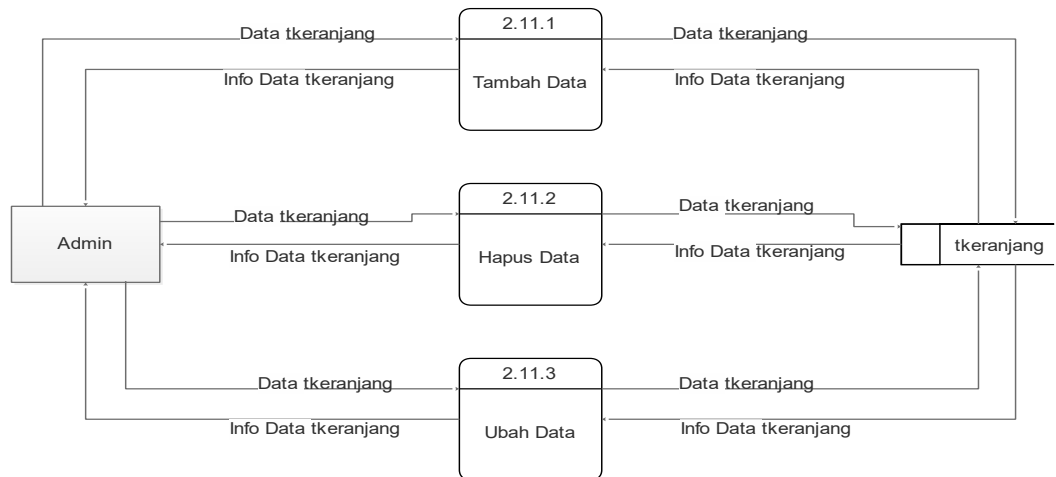 2.11.1
Data tkeranjang
Data tkeranjang
Info Data tkeranjang
Tambah Data
Info Data tkeranjang
2.11.2
Data tkeranjang
Data tkeranjang
Admin
Info Data tkeranjang
Hapus Data
Info Data tkeranjang
tkeranjang
2.11.3
Data tkeranjang
Data tkeranjang
Info Data tkeranjang
Ubah Data
Info Data tkeranjang